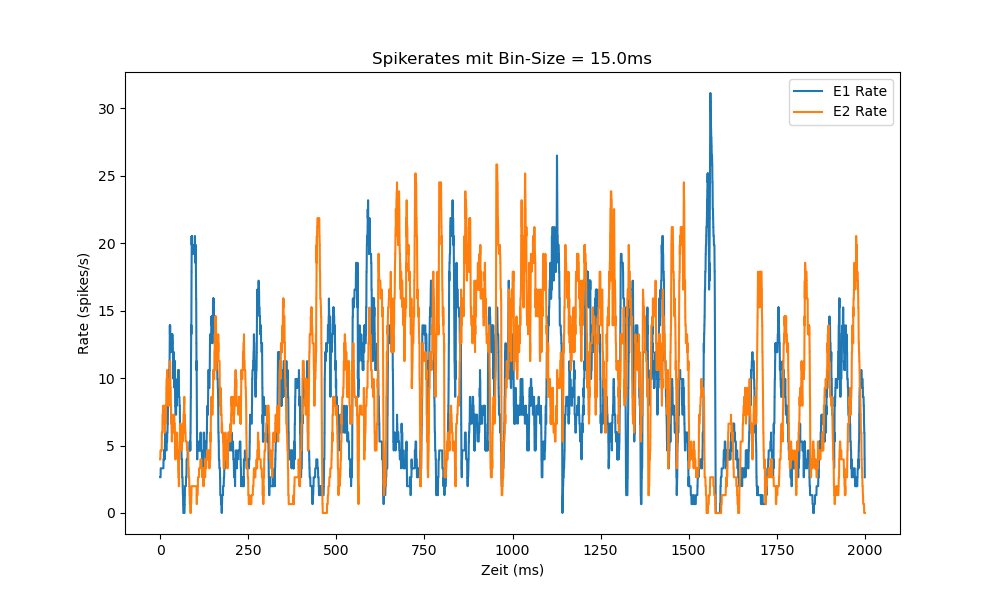 Spikerates mit Bin-Size = 15.0ms
E1 Rate
E2 Rate
30
25
20
15
10
5
0
Rate (spikes/s)
0 250 500 750 1000 1250 1500 1750 2000
Zeit (ms)